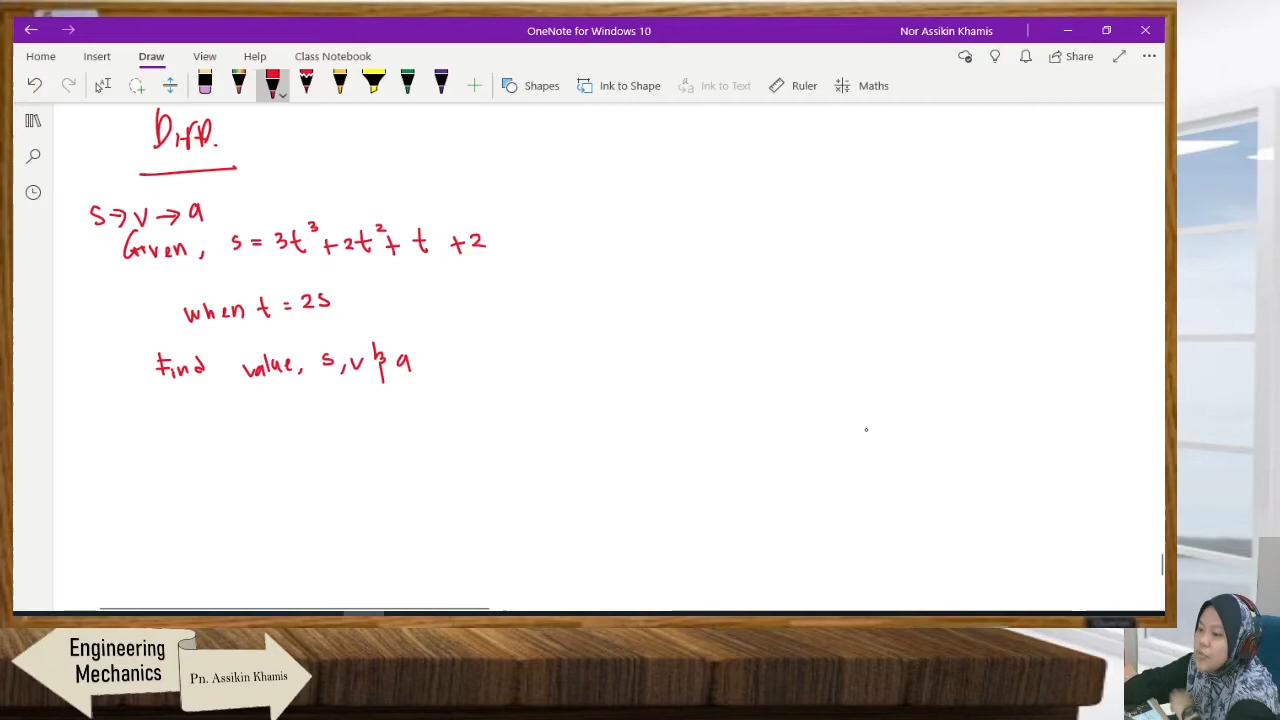 OneNote for Windows 10
Nor Assikin Khamis
Home Insert Draw View Help Class Notebook
Share
Shapes Ink to Shape Ink to Text Ruler Maths
Diff.
s → v → a
Given, s = 3t³ + 2t² + t + 2
when t = 2s
Find value, s, v & a
Engineering
Mechanics
Pn. Assikin Khamis